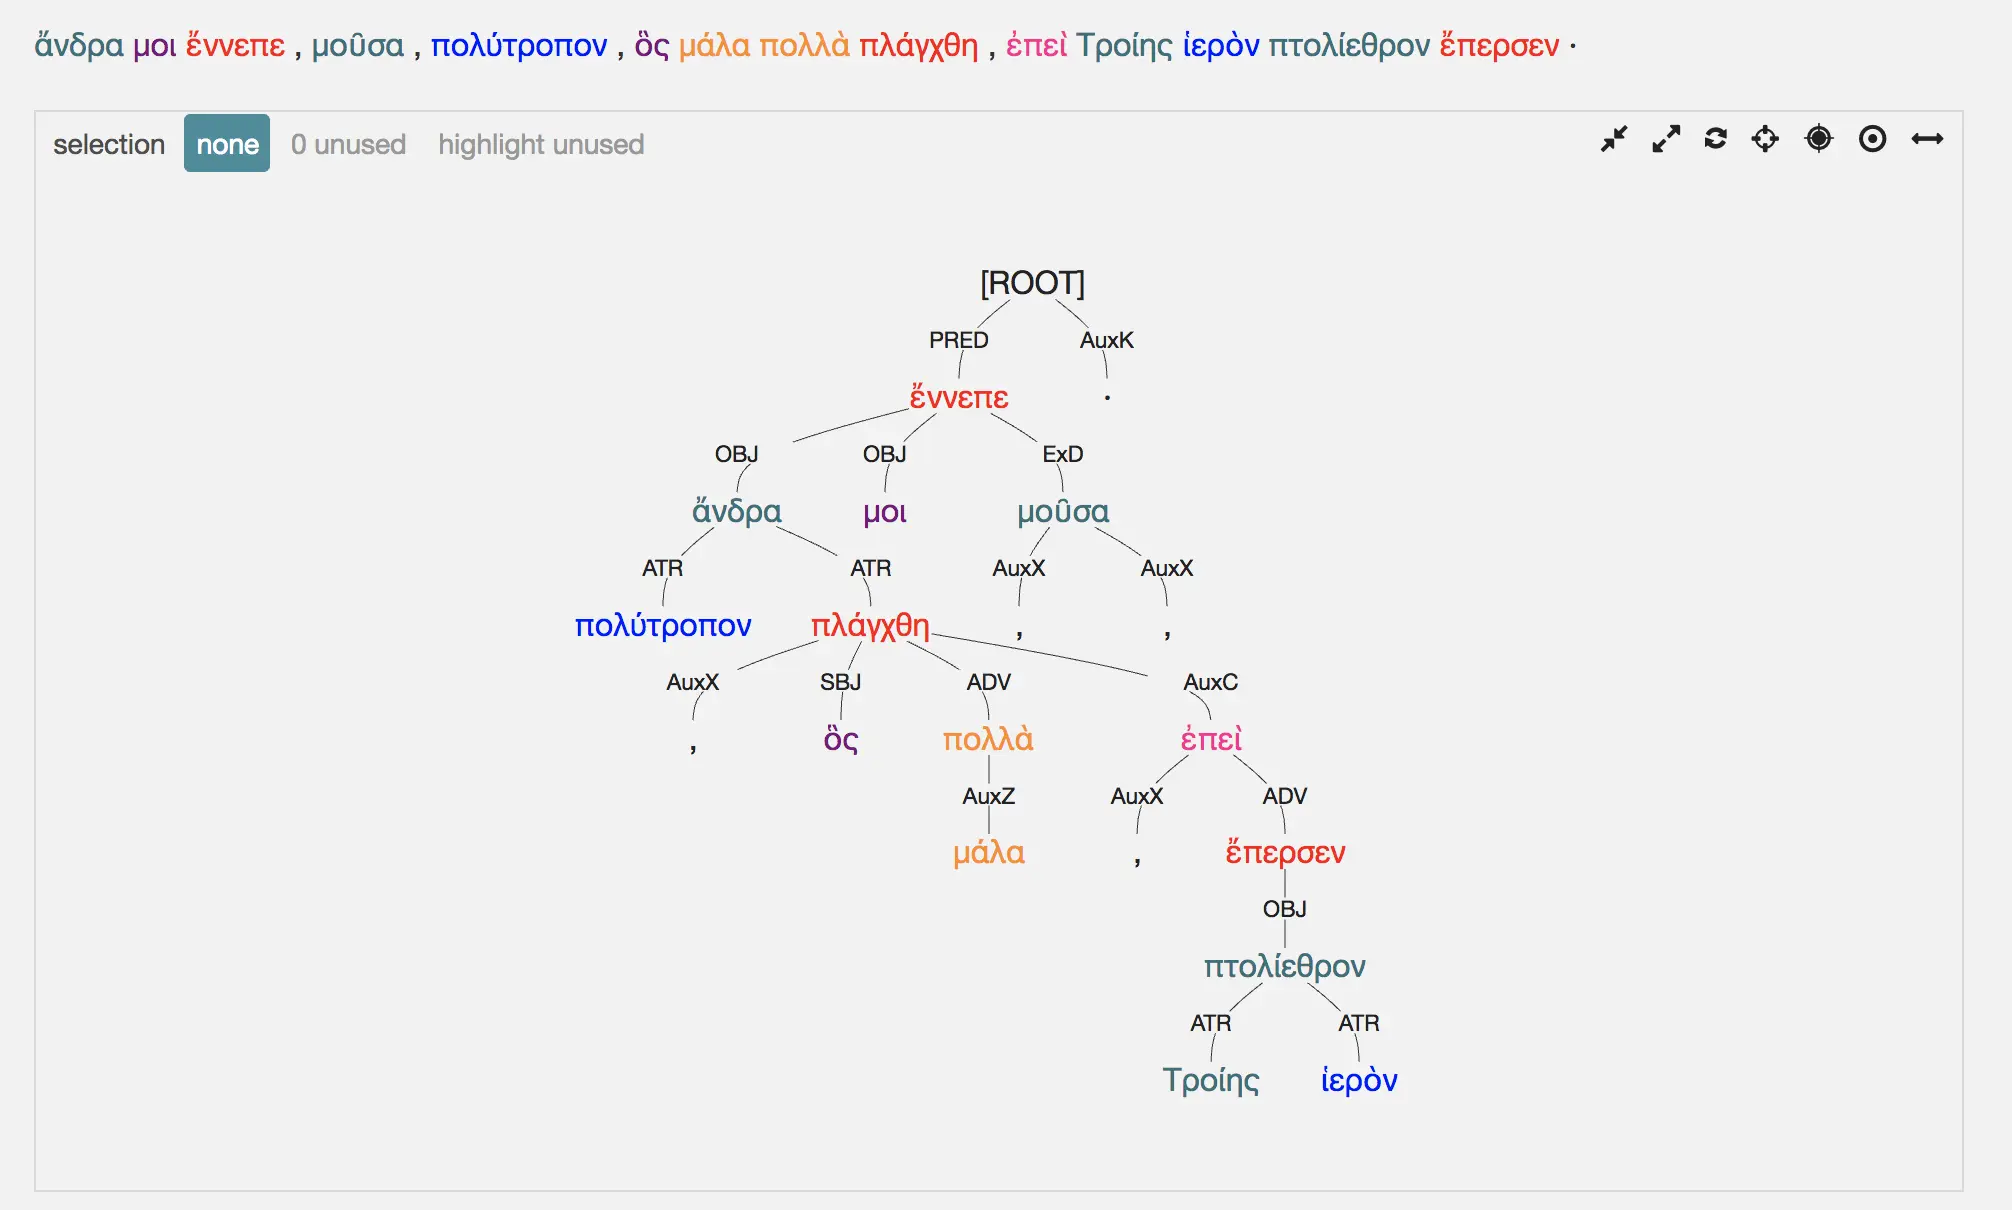 ἄνδρα μοι ἔννεπε , μοῦσα , πολύτροπον , ὃς μάλα πολλὰ πλάγχθη , ἐπεὶ Τροίης ἱερὸν πτολίεθρον ἔπερσεν ·
selection none 0 unused highlight unused
[ROOT]
PRED AuxK
ἔννεπε ·
OBJ OBJ ExD
ἄνδρα μοι μοῦσα
ATR ATR AuxX AuxX
πολύτροπον πλάγχθη , ,
AuxX SBJ ADV AuxC
, ὃς πολλὰ ἐπεὶ
AuxZ AuxX ADV
μάλα , ἔπερσεν
OBJ
πτολίεθρον
ATR ATR
Τροίης ἱερὸν